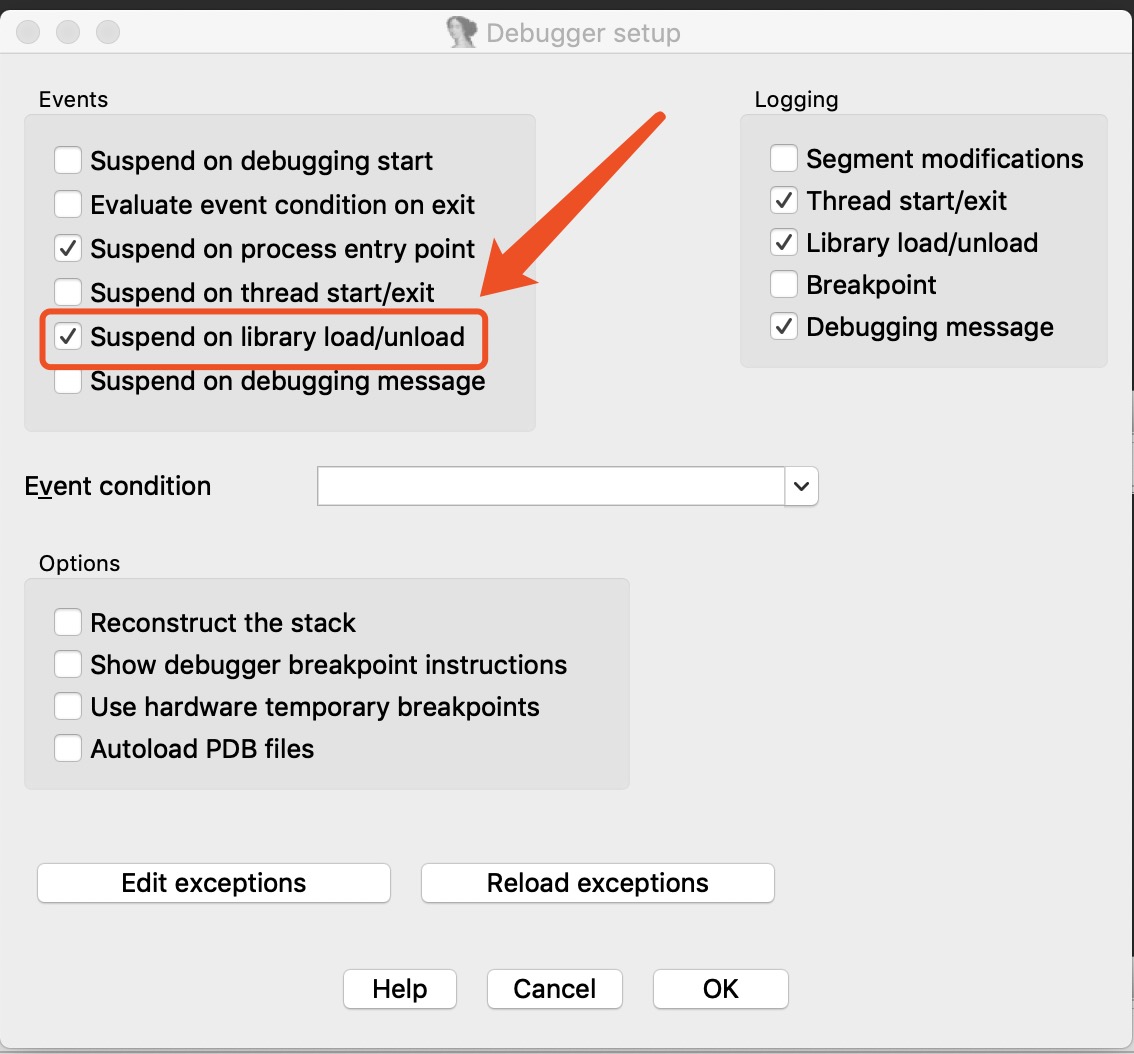 Debugger setup
Events
Suspend on debugging start
Evaluate event condition on exit
Suspend on process entry point
Suspend on thread start/exit
Suspend on library load/unload
Suspend on debugging message
Logging
Segment modifications
Thread start/exit
Library load/unload
Breakpoint
Debugging message
Event condition
Options
Reconstruct the stack
Show debugger breakpoint instructions
Use hardware temporary breakpoints
Autoload PDB files
Edit exceptions
Reload exceptions
Help
Cancel
OK